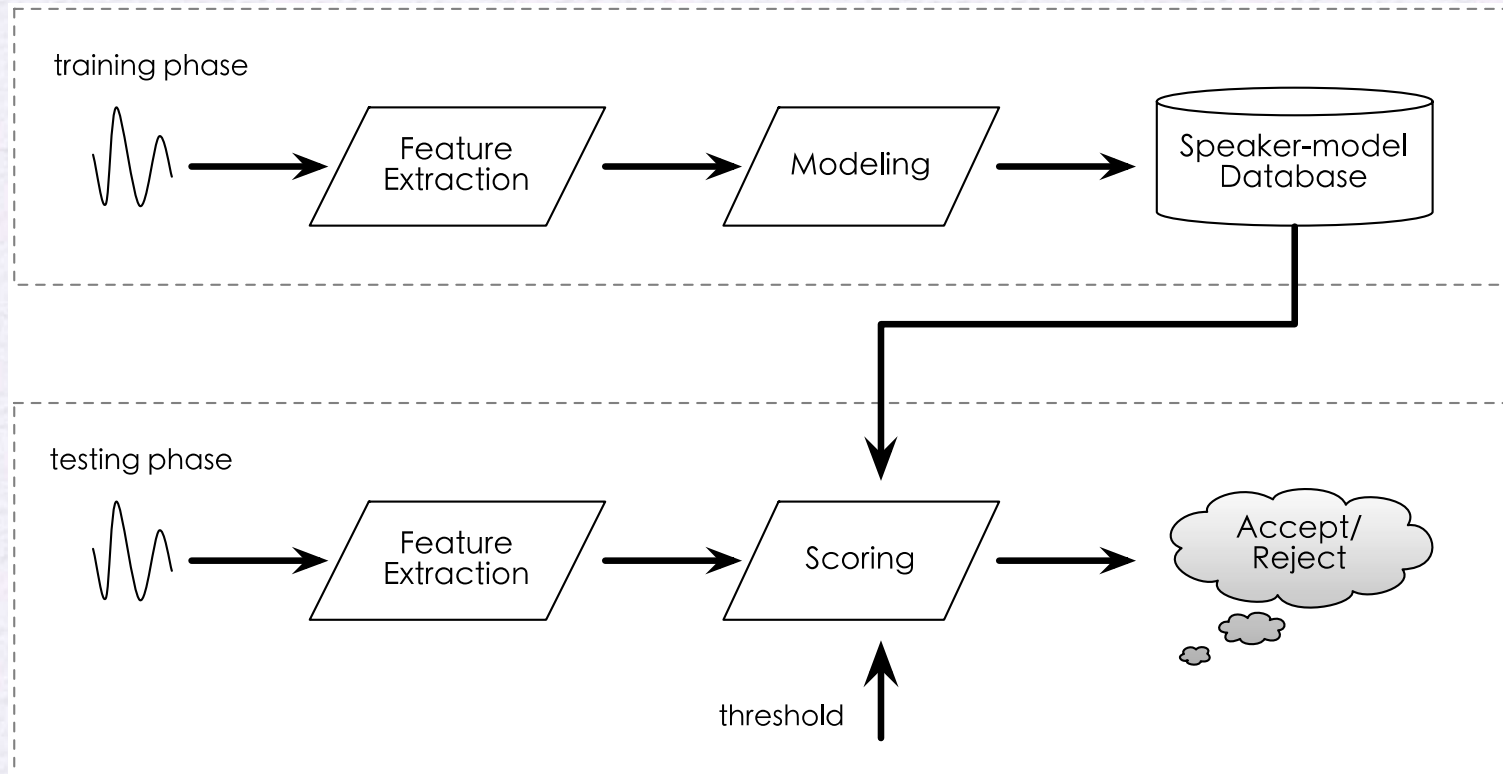 training phase
Feature
Extraction
Modeling
Speaker-model
Database
testing phase
Feature
Extraction
Scoring
Accept/
Reject
threshold